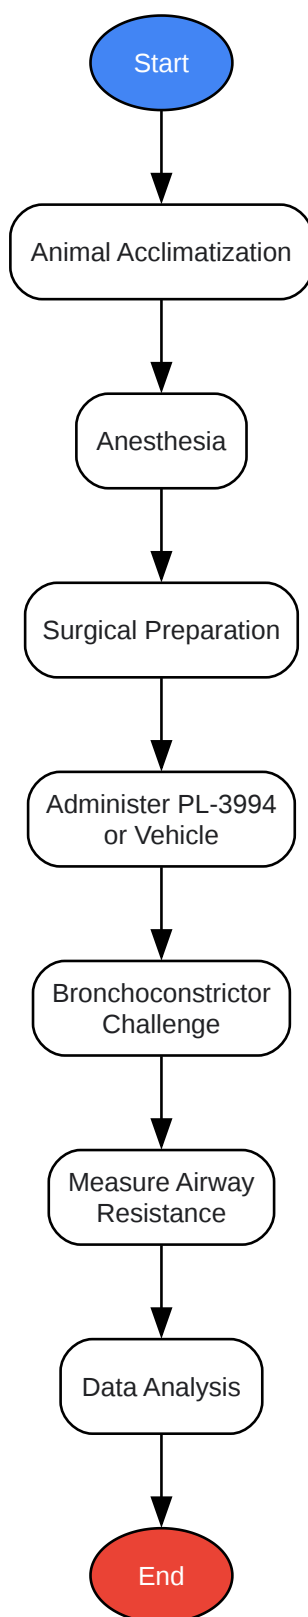 Start
Animal Acclimatization
Anesthesia
Surgical Preparation
Administer PL-3994
or Vehicle
Bronchoconstrictor
Challenge
Measure Airway
Resistance
Data Analysis
End